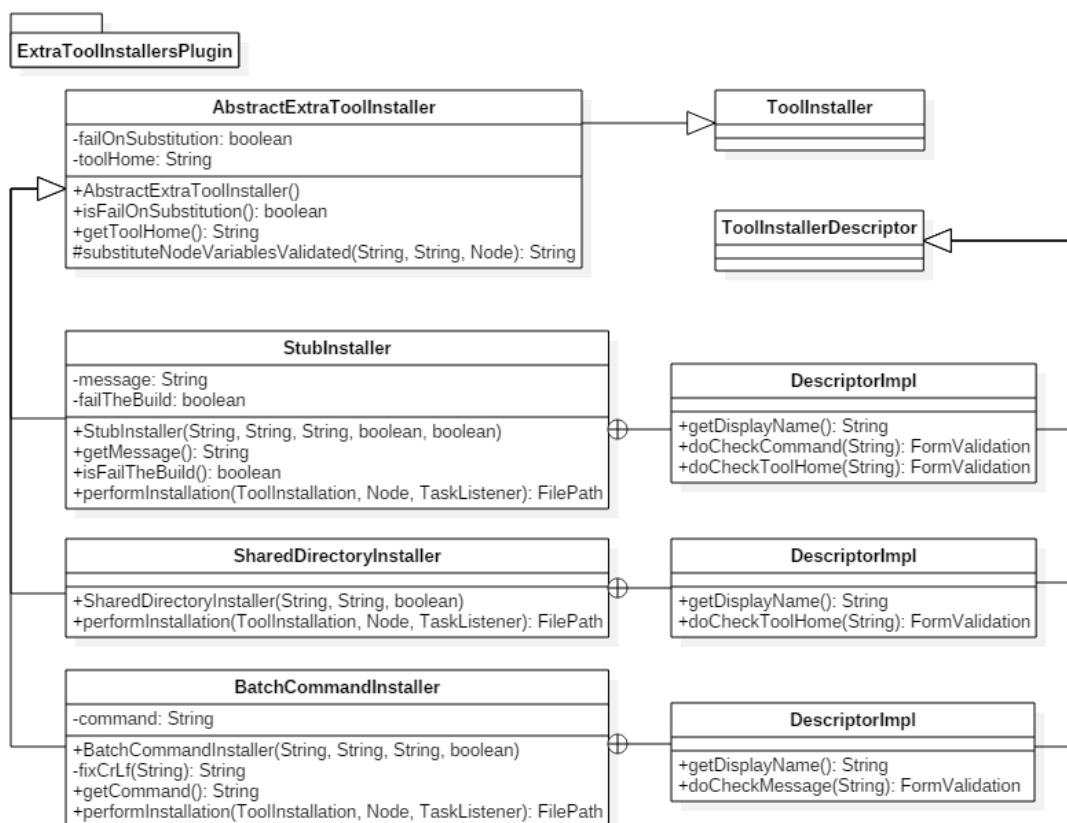 ExtraToolInstallersPlugin
AbstractExtraToolInstaller
-failOnSubstitution: boolean
-toolHome: String
+AbstractExtraToolInstaller()
+isFailOnSubstitution(): boolean
+getToolHome(): String
#substituteNodeVariablesValidated(String, String, Node): String
ToolInstaller
ToolInstallerDescriptor
StubInstaller
-message: String
-failTheBuild: boolean
+StubInstaller(String, String, String, boolean, boolean)
+getMessage(): String
+isFailTheBuild(): boolean
+performInstallation(ToolInstallation, Node, TaskListener): FilePath
DescriptorImpl
+getDisplayName(): String
+doCheckCommand(String): FormValidation
+doCheckToolHome(String): FormValidation
SharedDirectoryInstaller
+SharedDirectoryInstaller(String, String, boolean)
+performInstallation(ToolInstallation, Node, TaskListener): FilePath
DescriptorImpl
+getDisplayName(): String
+doCheckToolHome(String): FormValidation
BatchCommandInstaller
-command: String
+BatchCommandInstaller(String, String, String, boolean)
-fixCrLf(String): String
+getCommand(): String
+performInstallation(ToolInstallation, Node, TaskListener): FilePath
DescriptorImpl
+getDisplayName(): String
+doCheckMessage(String): FormValidation